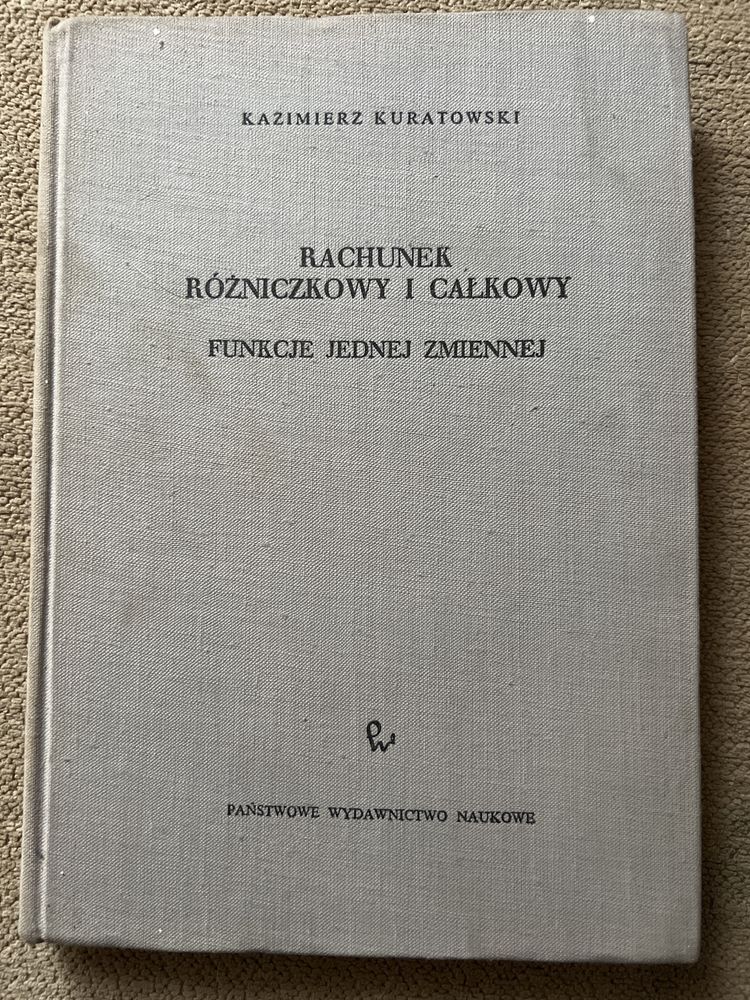 KAZIMIERZ KURATOWSKI
RACHUNEK
RÓŻNICZKOWY I CAŁKOWY
FUNKCJE JEDNEJ ZMIENNEJ
PAŃSTWOWE WYDAWNICTWO NAUKOWE